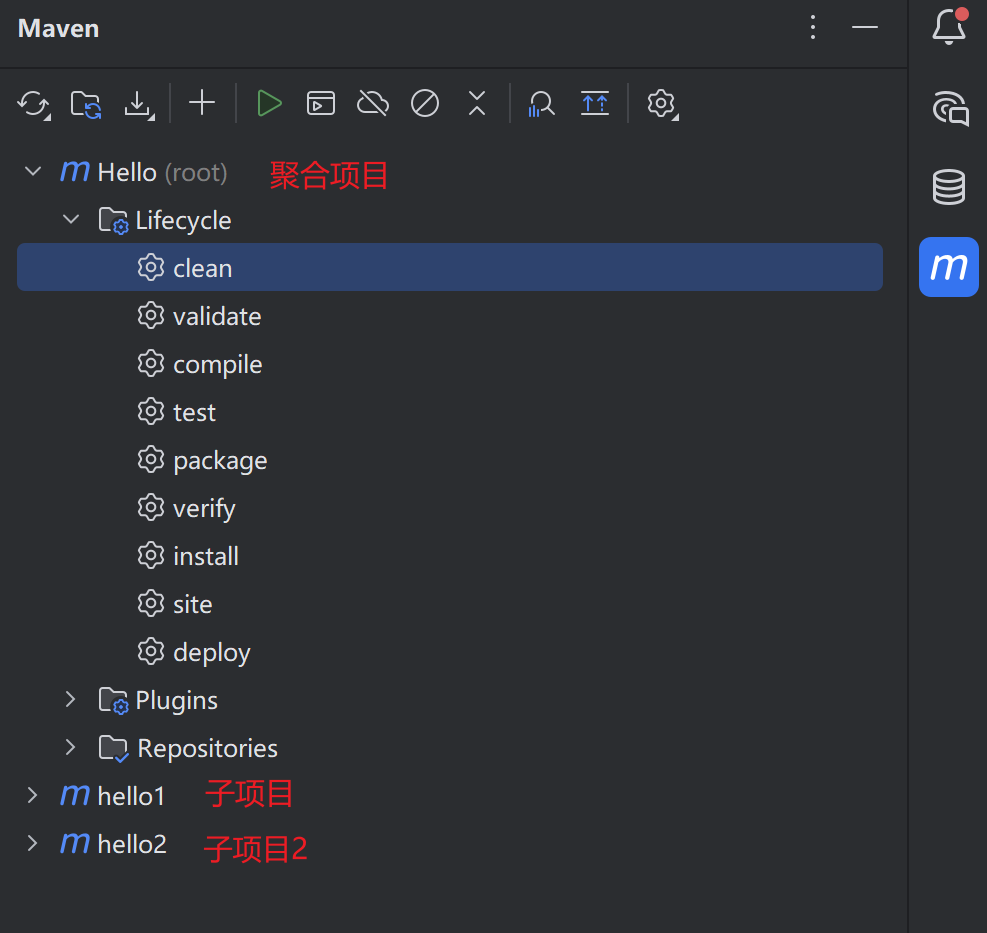 Maven
Hello (root) 聚合项目
Lifecycle
clean
validate
compile
test
package
verify
install
site
deploy
Plugins
Repositories
hello1 子项目
hello2 子项目2